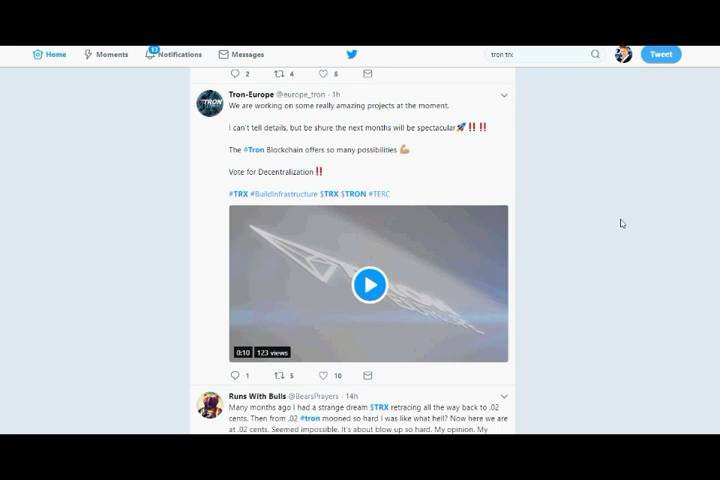 Home Moments 13 Notifications Messages tron trx Tweet
2 4 6
Tron-Europe @europe_tron · 1h
We are working on some really amazing projects at the moment.
I can't tell details, but be shure the next months will be spectacular🚀 ‼️ ‼️
The #Tron Blockchain offers so many possibilities 💪🏽
Vote for Decentralization ‼️
#TRX #BuildInfrastructure $TRX $TRON #TERC
TRON
0:10 123 views
1 5 10
Runs With Bulls @BearsPrayers · 14h
Many months ago I had a strange dream $TRX retracing all the way back to .02
cents. Then from .02 #tron mooned so hard I was like what hell? Now here we are
at .02 cents. Seemed impossible. It's about blow up so hard. My opinion. My